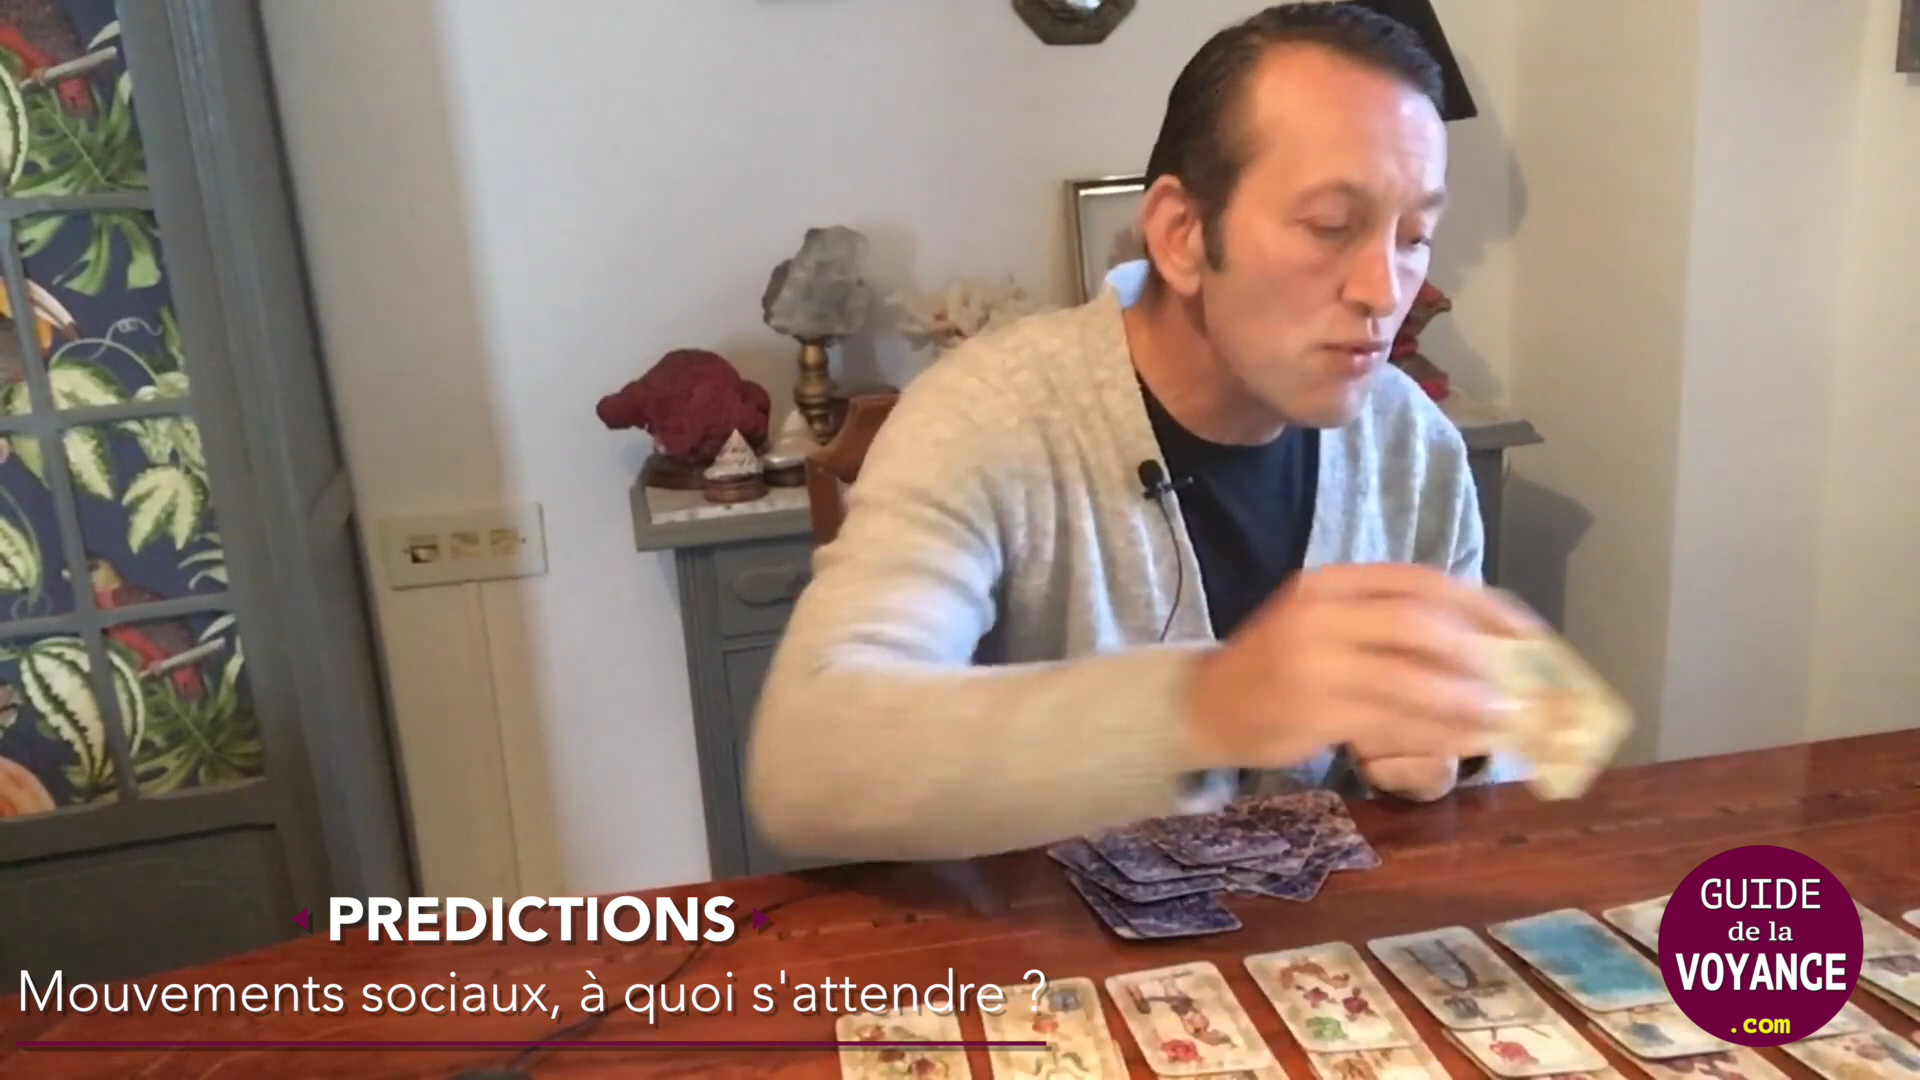 PREDICTIONS
Mouvements sociaux, à quoi s'attendre ?
GUIDE
de la
VOYANCE
.com